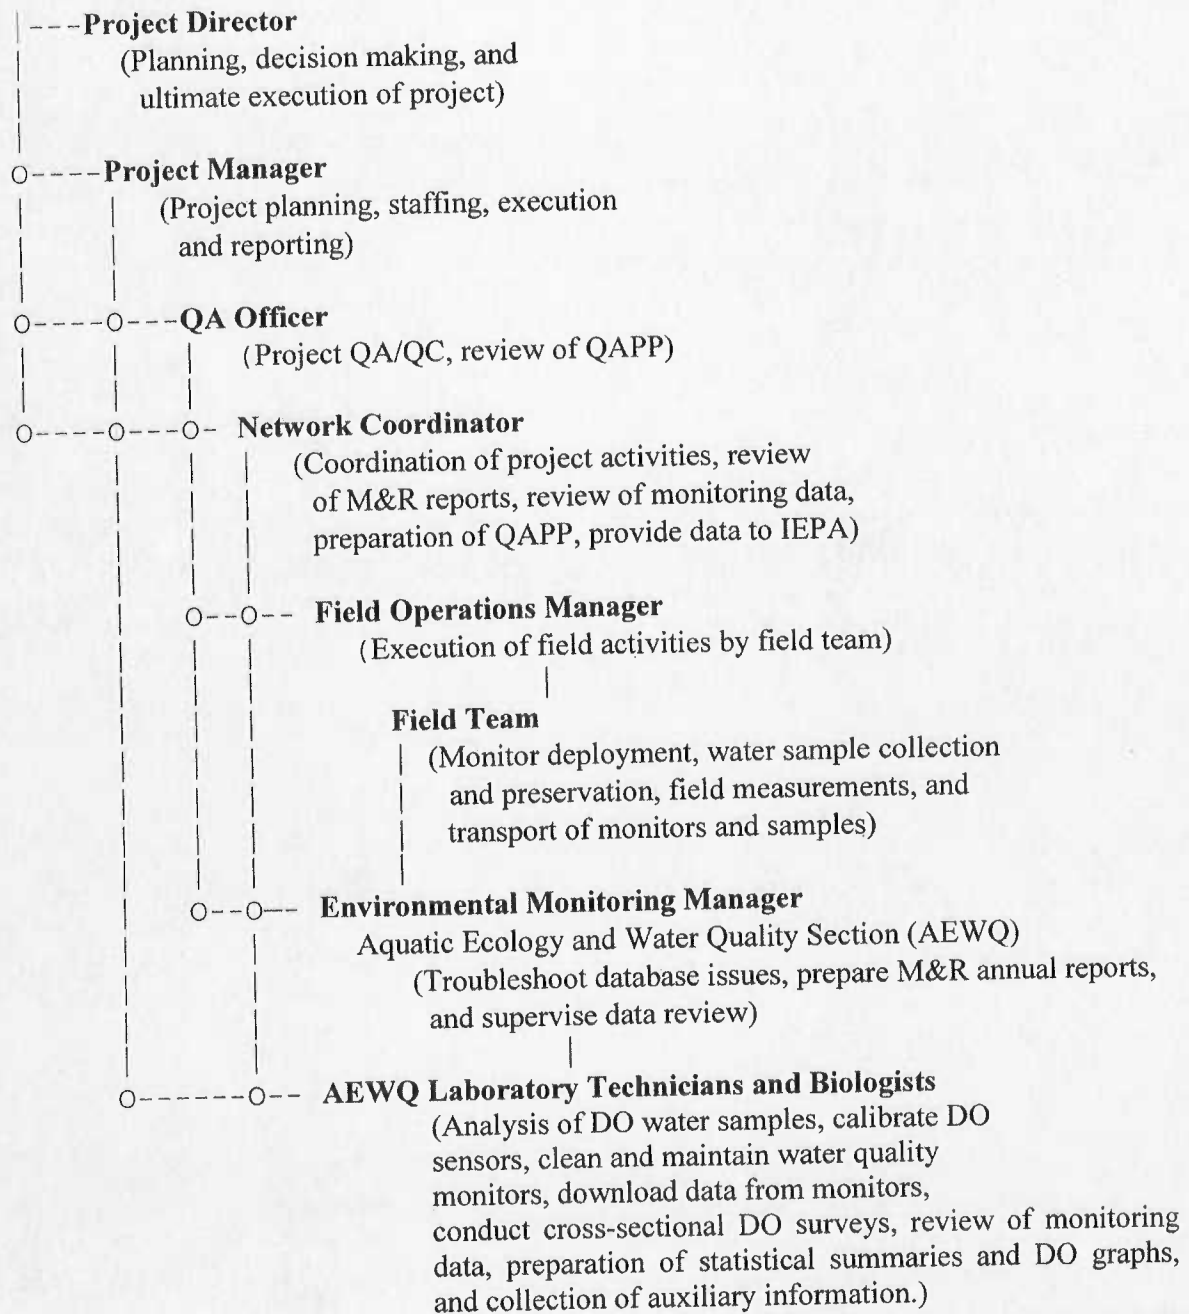 Project Director
(Planning, decision making, and
ultimate execution of project)
Project Manager
(Project planning, staffing, execution
and reporting)
QA Officer
(Project QA/QC, review of QAPP)
Network Coordinator
(Coordination of project activities, review
of M&R reports, review of monitoring data,
preparation of QAPP, provide data to IEPA)
Field Operations Manager
(Execution of field activities by field team)
Field Team
(Monitor deployment, water sample collection
and preservation, field measurements, and
transport of monitors and samples)
Environmental Monitoring Manager
Aquatic Ecology and Water Quality Section (AEWQ)
(Troubleshoot database issues, prepare M&R annual reports,
and supervise data review)
AEWQ Laboratory Technicians and Biologists
(Analysis of DO water samples, calibrate DO
sensors, clean and maintain water quality
monitors, download data from monitors,
conduct cross-sectional DO surveys, review of monitoring
data, preparation of statistical summaries and DO graphs,
and collection of auxiliary information.)